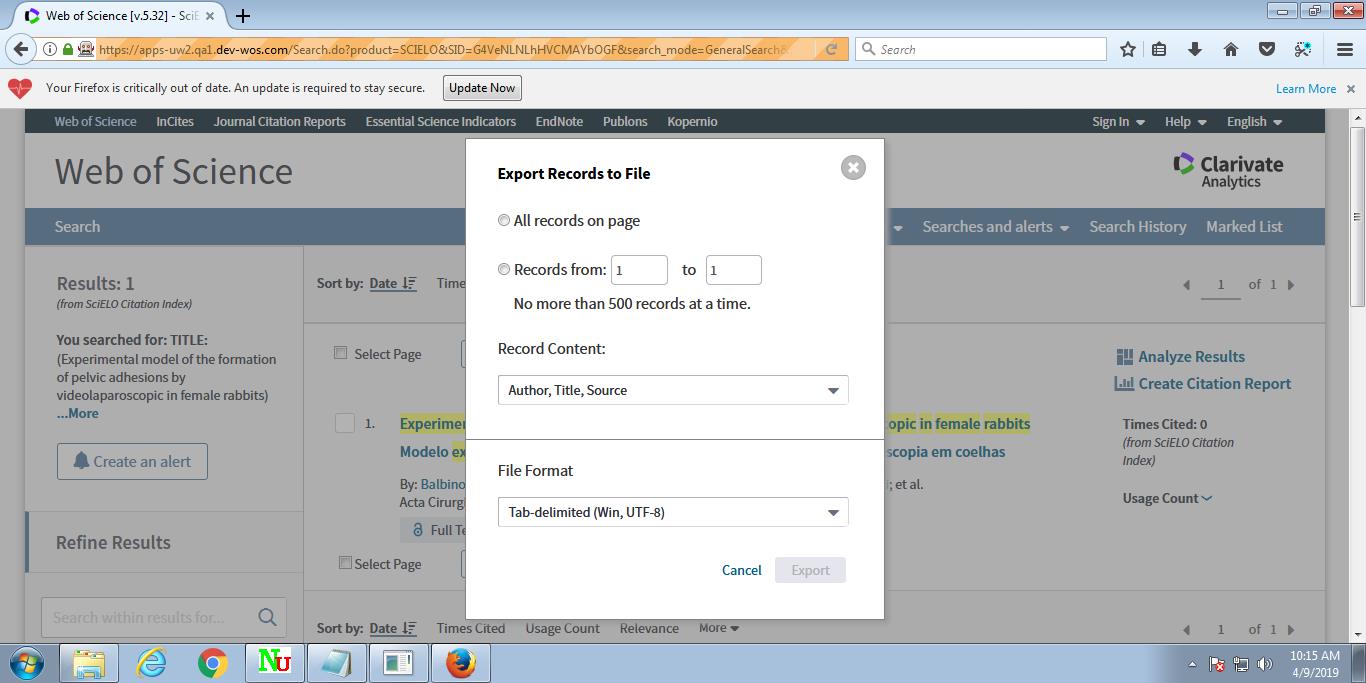 Web of Science [v.5.32] - SciE
https://apps-uw2.qa1.dev-wos.com/Search.do?product=SCIELO&SID=G4VeNLNLhHVCMAYbOGF&search_mode=GeneralSearch&
Search
Your Firefox is critically out of date. An update is required to stay secure.
Update Now
Learn More
Web of Science InCites Journal Citation Reports Essential Science Indicators EndNote Publons Kopernio
Sign In Help English
Web of Science
Clarivate
Analytics
Search
Searches and alerts Search History Marked List
Export Records to File
All records on page
Records from: 1 to 1
No more than 500 records at a time.
Record Content:
Author, Title, Source
File Format
Tab-delimited (Win, UTF-8)
Cancel Export
Results: 1
(from SciELO Citation Index)
You searched for: TITLE:
(Experimental model of the formation
of pelvic adhesions by
videolaparoscopic in female rabbits)
...More
Create an alert
Refine Results
Search within results for...
Sort by: Date Time
1 of 1
Select Page
1.
Experimen opic in female rabbits
Modelo ex scopia em coelhas
By: Balbino i; et al.
Acta Cirurgi
Full Te
Select Page
Analyze Results
Create Citation Report
Times Cited: 0
(from SciELO Citation
Index)
Usage Count
Sort by: Date Times Cited Usage Count Relevance More
1 of 1
Nu
10:15 AM
4/9/2019